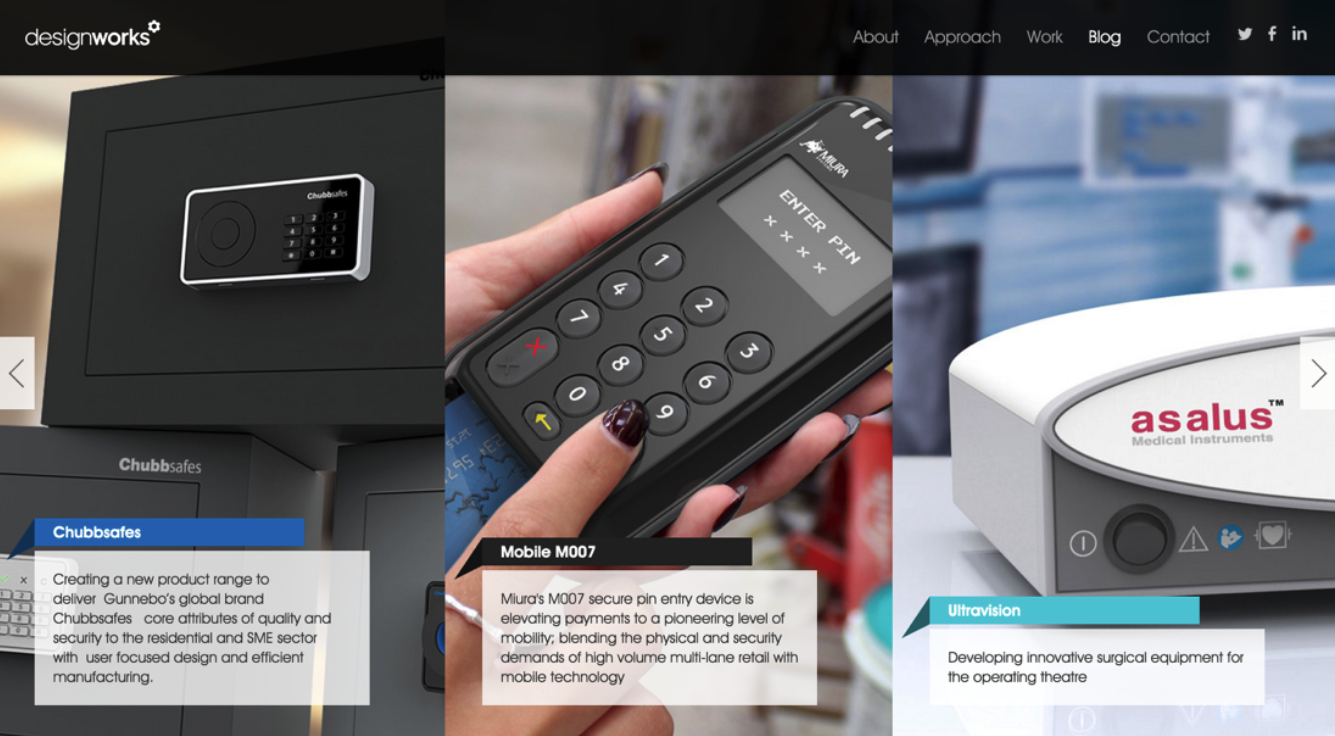 designworks
About Approach Work Blog Contact
Chubbsafes
1 2 3
4 5 6
7 8 9
0
Chubbsafes
Chubbsafes
Creating a new product range to
deliver Gunnebo's global brand
Chubbsafes core attributes of quality and
security to the residential and SME sector
with user focused design and efficient
manufacturing.
MIURA
SYSTEMS
ENTER PIN
x x x x
1
2
3
4
5
6
7
8
9
0
Mobile M007
Miura's M007 secure pin entry device is
elevating payments to a pioneering level of
mobility; blending the physical and security
demands of high volume multi-lane retail with
mobile technology
asalus™
Medical Instruments
Ultravision
Developing innovative surgical equipment for
the operating theatre